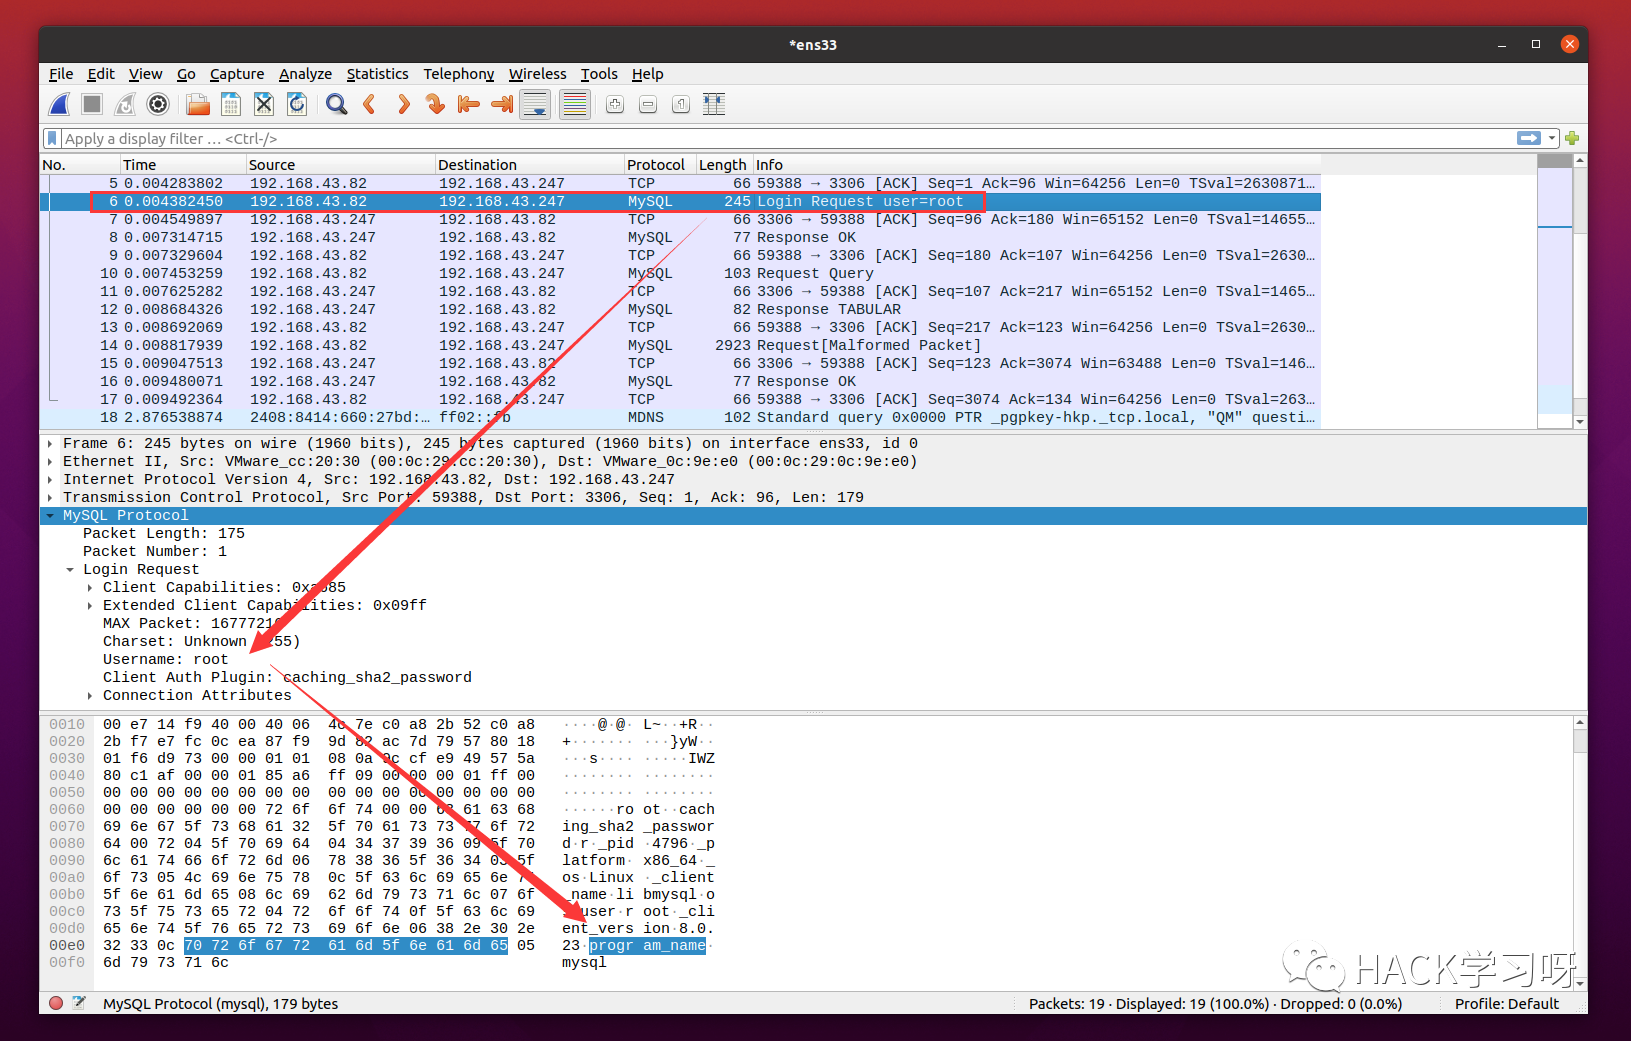 *ens33
File Edit View Go Capture Analyze Statistics Telephony Wireless Tools Help
Apply a display filter … <Ctrl-/>
No. Time Source Destination Protocol Length Info
5 0.004283802 192.168.43.82 192.168.43.247 TCP 66 59388 → 3306 [ACK] Seq=1 Ack=96 Win=64256 Len=0 TSval=2630871…
6 0.004382450 192.168.43.82 192.168.43.247 MySQL 245 Login Request user=root
7 0.004549897 192.168.43.247 192.168.43.82 TCP 66 3306 → 59388 [ACK] Seq=96 Ack=180 Win=65152 Len=0 TSval=14655…
8 0.007314715 192.168.43.247 192.168.43.82 MySQL 77 Response OK
9 0.007329604 192.168.43.82 192.168.43.247 TCP 66 59388 → 3306 [ACK] Seq=180 Ack=107 Win=64256 Len=0 TSval=2630…
10 0.007453259 192.168.43.82 192.168.43.247 MySQL 103 Request Query
11 0.007625282 192.168.43.247 192.168.43.82 TCP 66 3306 → 59388 [ACK] Seq=107 Ack=217 Win=65152 Len=0 TSval=1465…
12 0.008684326 192.168.43.247 192.168.43.82 MySQL 82 Response TABULAR
13 0.008692069 192.168.43.82 192.168.43.247 TCP 66 59388 → 3306 [ACK] Seq=217 Ack=123 Win=64256 Len=0 TSval=2630…
14 0.008817939 192.168.43.82 192.168.43.247 MySQL 2923 Request[Malformed Packet]
15 0.009047513 192.168.43.247 192.168.43.82 TCP 66 3306 → 59388 [ACK] Seq=123 Ack=3074 Win=63488 Len=0 TSval=146…
16 0.009480071 192.168.43.247 192.168.43.82 MySQL 77 Response OK
17 0.009492364 192.168.43.82 192.168.43.247 TCP 66 59388 → 3306 [ACK] Seq=3074 Ack=134 Win=64256 Len=0 TSval=263…
18 2.876538874 2408:8414:660:27bd:… ff02::fb MDNS 102 Standard query 0x0000 PTR _pgpkey-hkp._tcp.local, "QM" questi…
Frame 6: 245 bytes on wire (1960 bits), 245 bytes captured (1960 bits) on interface ens33, id 0
Ethernet II, Src: VMware_cc:20:30 (00:0c:29:cc:20:30), Dst: VMware_0c:9e:e0 (00:0c:29:0c:9e:e0)
Internet Protocol Version 4, Src: 192.168.43.82, Dst: 192.168.43.247
Transmission Control Protocol, Src Port: 59388, Dst Port: 3306, Seq: 1, Ack: 96, Len: 179
MySQL Protocol
Packet Length: 175
Packet Number: 1
Login Request
Client Capabilities: 0xa685
Extended Client Capabilities: 0x09ff
MAX Packet: 16777216
Charset: Unknown (255)
Username: root
Client Auth Plugin: caching_sha2_password
Connection Attributes
0010 00 e7 14 f9 40 00 40 06 4c 7e c0 a8 2b 52 c0 a8 ····@·@· L~··+R··
0020 2b f7 e7 fc 0c ea 87 f9 9d 82 ac 7d 79 57 80 18 +······· ···}yW··
0030 01 f6 d9 73 00 00 01 01 08 0a 9c cf e9 49 57 5a ···s···· ·····IWZ
0040 80 c1 af 00 00 01 85 a6 ff 09 00 00 00 01 ff 00 ········ ········
0050 00 00 00 00 00 00 00 00 00 00 00 00 00 00 00 00 ········ ········
0060 00 00 00 00 00 00 72 6f 6f 74 00 00 63 61 63 68 ······ro ot··cach
0070 69 6e 67 5f 73 68 61 32 5f 70 61 73 73 77 6f 72 ing_sha2 _passwor
0080 64 00 72 04 5f 70 69 64 04 34 37 39 36 09 5f 70 d·r·_pid ·4796·_p
0090 6c 61 74 66 6f 72 6d 06 78 38 36 5f 36 34 03 5f latform· x86_64·_
00a0 6f 73 05 4c 69 6e 75 78 0c 5f 63 6c 69 65 6e 74 os·Linux ·_client
00b0 5f 6e 61 6d 65 08 6c 69 62 6d 79 73 71 6c 07 6f _name·li bmysql·o
00c0 73 5f 75 73 65 72 04 72 6f 6f 74 0f 5f 63 6c 69 s_user·r oot·_cli
00d0 65 6e 74 5f 76 65 72 73 69 6f 6e 06 38 2e 30 2e ent_vers ion·8.0.
00e0 32 33 0c 70 72 6f 67 72 61 6d 5f 6e 61 6d 65 05 23·progr am_name·
00f0 6d 79 73 71 6c mysql
HACK学习呀
MySQL Protocol (mysql), 179 bytes Packets: 19 · Displayed: 19 (100.0%) · Dropped: 0 (0.0%) Profile: Default